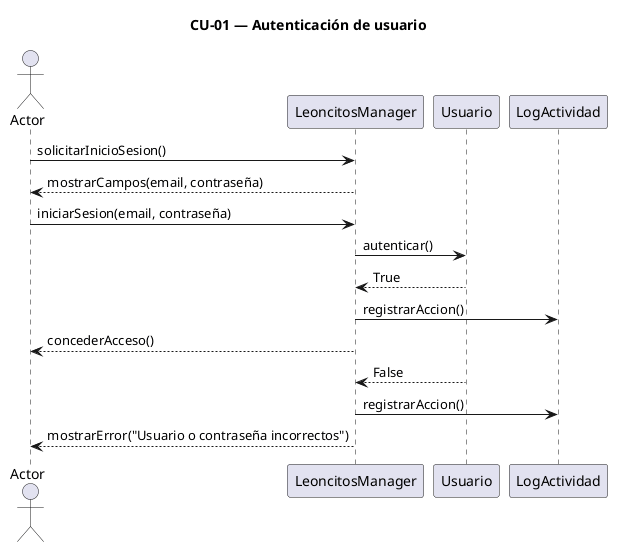 CU-01 — Autenticación de usuario
Actor
LeoncitosManager
Usuario
LogActividad
solicitarInicioSesion()
mostrarCampos(email, contraseña)
iniciarSesion(email, contraseña)
autenticar()
True
registrarAccion()
concederAcceso()
False
registrarAccion()
mostrarError("Usuario o contraseña incorrectos")
Actor
LeoncitosManager
Usuario
LogActividad